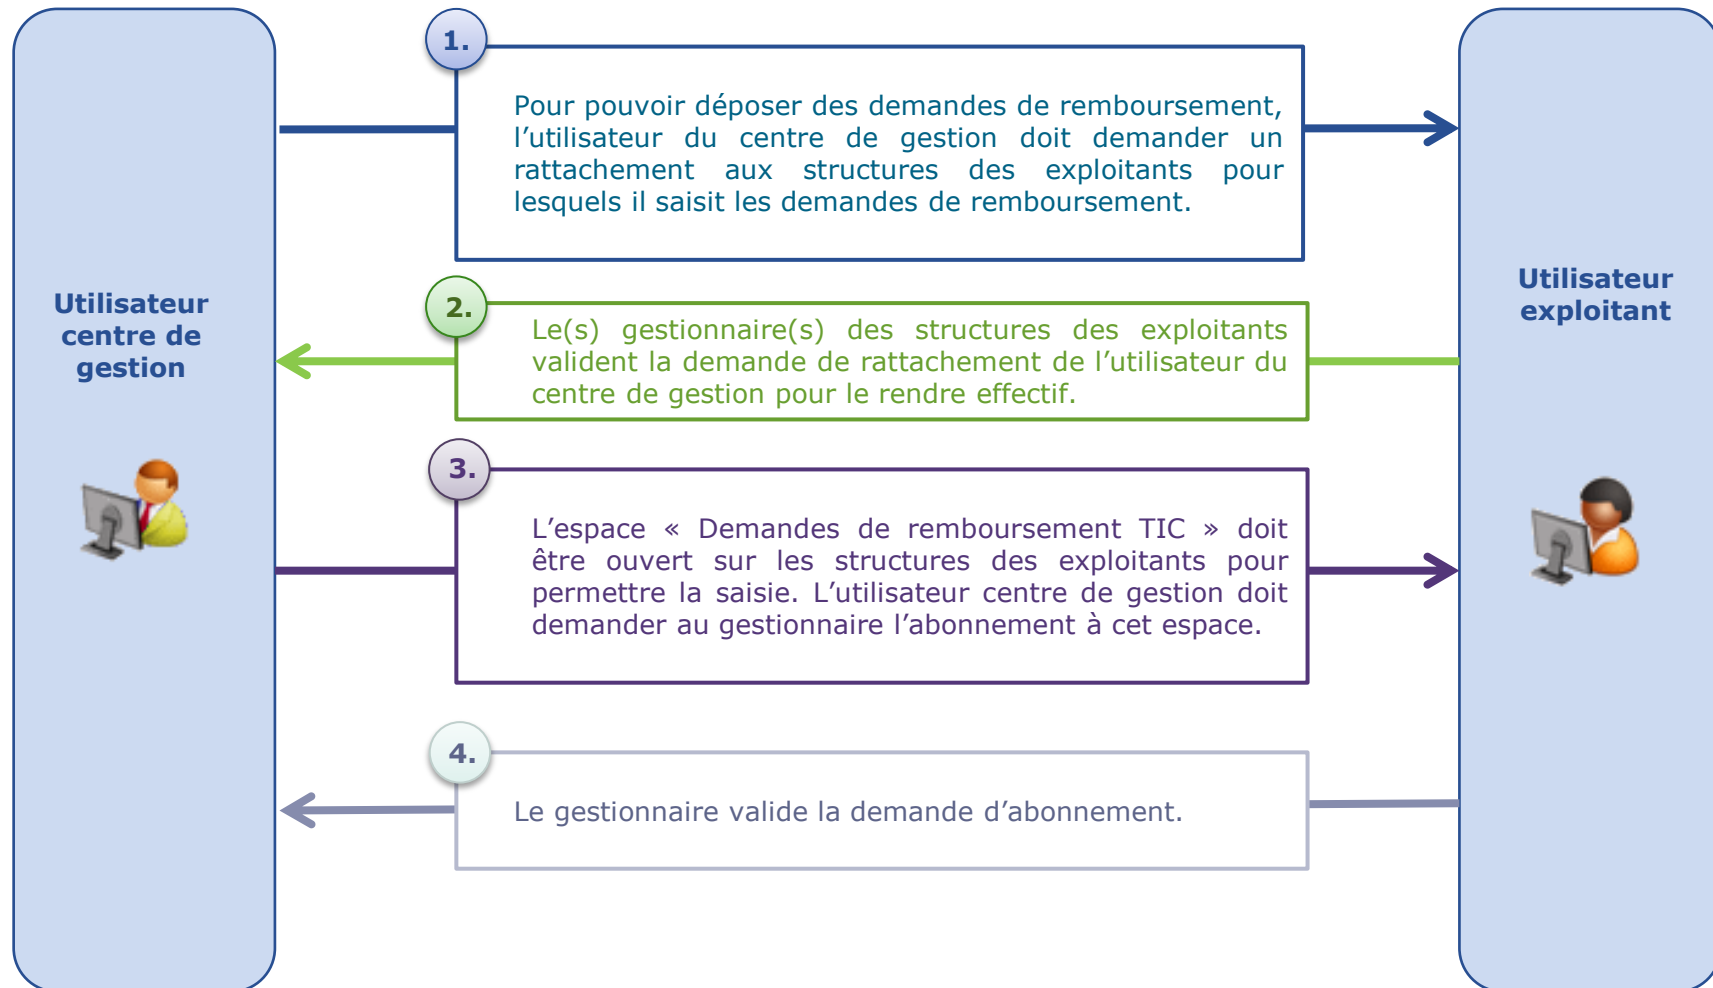 Utilisateur
centre de
gestion
1.
Pour pouvoir déposer des demandes de remboursement,
l’utilisateur du centre de gestion doit demander un
rattachement aux structures des exploitants pour
lesquels il saisit les demandes de remboursement.
2.
Le(s) gestionnaire(s) des structures des exploitants
valident la demande de rattachement de l’utilisateur du
centre de gestion pour le rendre effectif.
3.
L’espace « Demandes de remboursement TIC » doit
être ouvert sur les structures des exploitants pour
permettre la saisie. L’utilisateur centre de gestion doit
demander au gestionnaire l’abonnement à cet espace.
4.
Le gestionnaire valide la demande d’abonnement.
Utilisateur
exploitant